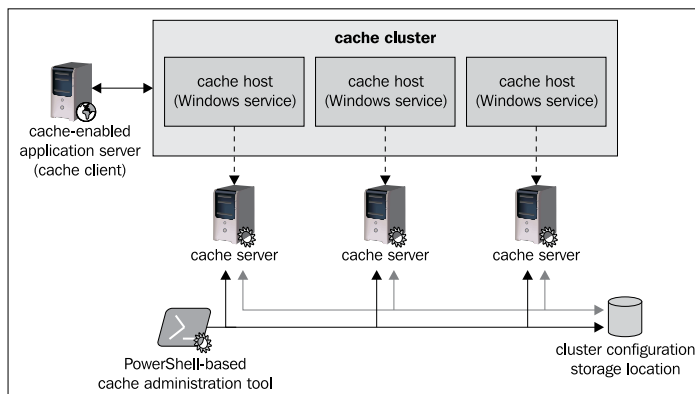 cache cluster
cache host
(Windows service)
cache host
(Windows service)
cache host
(Windows service)
cache-enabled
application server
(cache client)
cache server
cache server
cache server
PowerShell-based
cache administration tool
cluster configuration
storage location